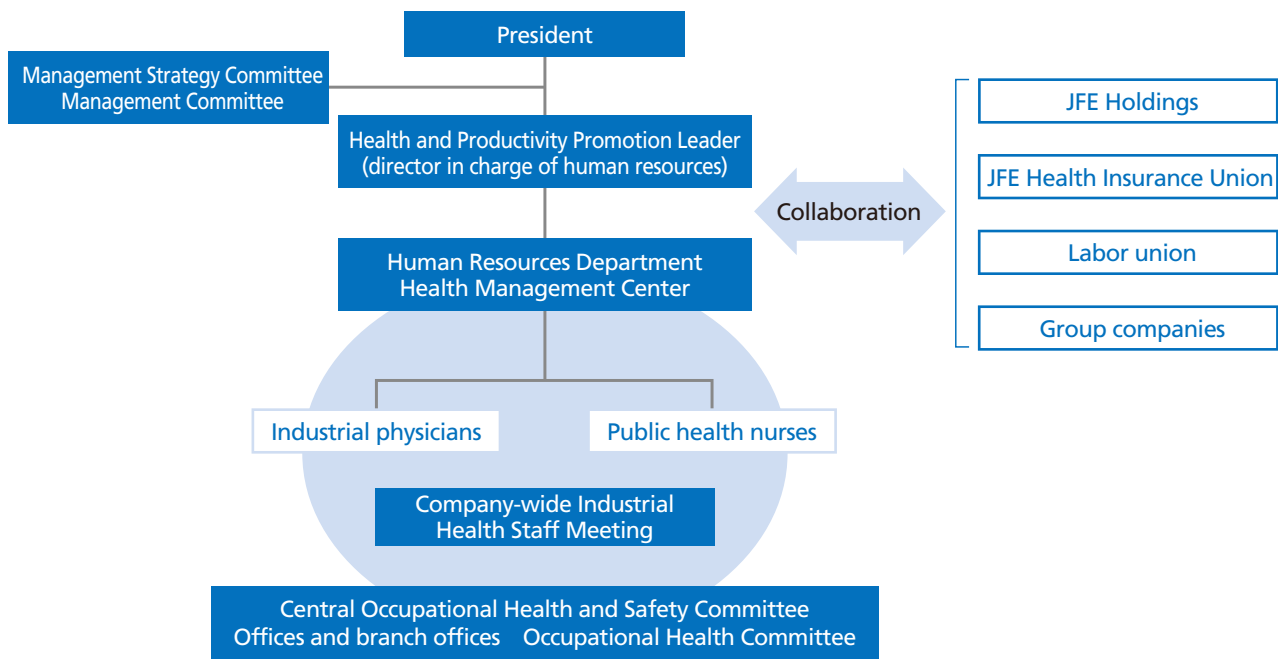 President
Management Strategy Committee
Management Committee
Health and Productivity Promotion Leader
(director in charge of human resources)
Human Resources Department
Health Management Center
Industrial physicians
Public health nurses
Company-wide Industrial
Health Staff Meeting
Central Occupational Health and Safety Committee
Offices and branch offices Occupational Health Committee
Collaboration
JFE Holdings
JFE Health Insurance Union
Labor union
Group companies